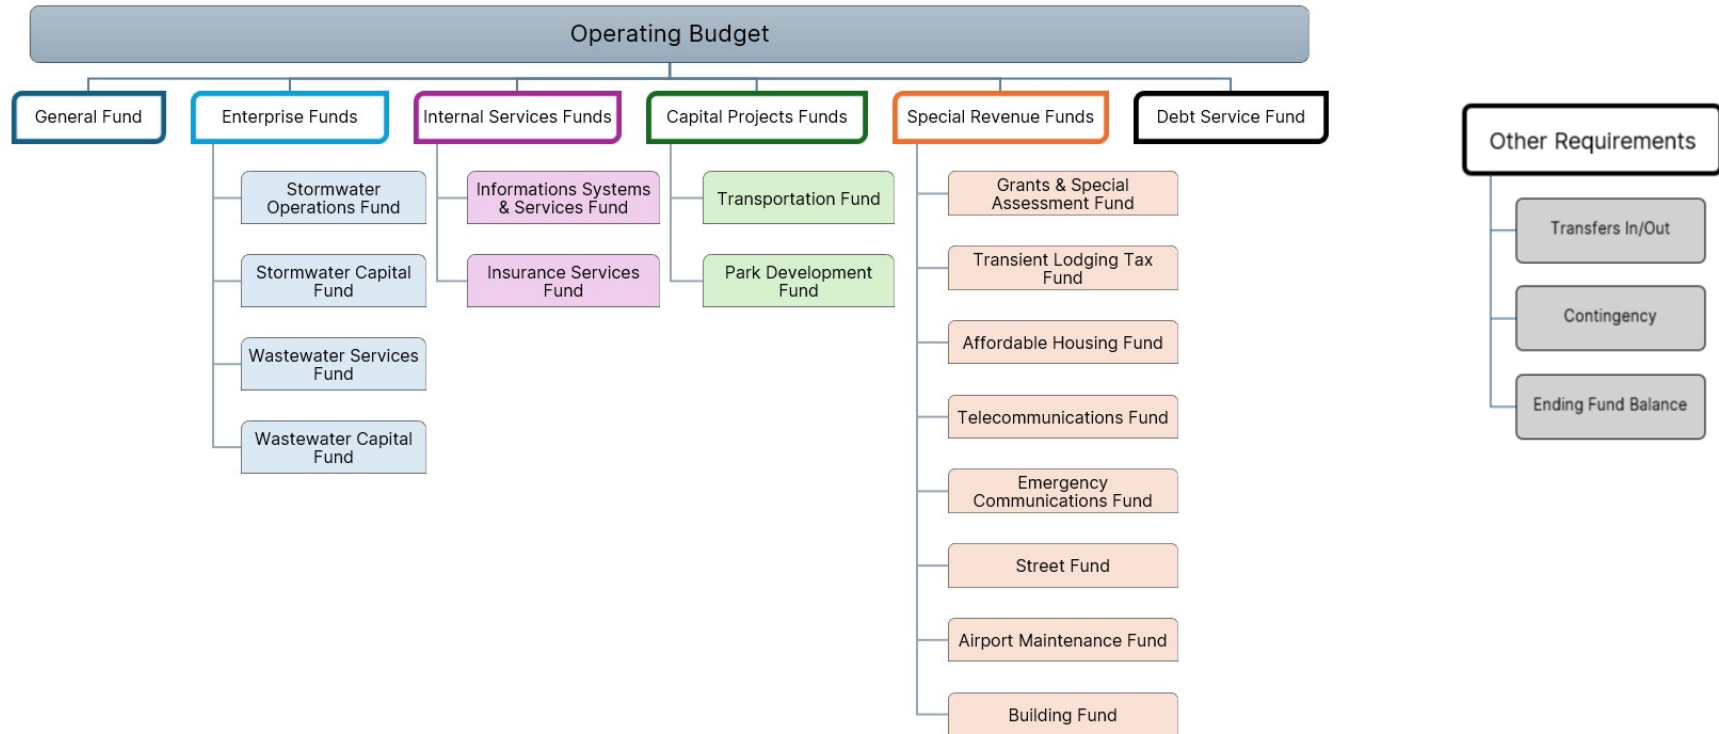 Operating Budget
General Fund
Enterprise Funds
Stormwater
Operations Fund
Stormwater Capital
Fund
Wastewater Services
Fund
Wastewater Capital
Fund
Internal Services Funds
Informations Systems
& Services Fund
Insurance Services
Fund
Capital Projects Funds
Transportation Fund
Park Development
Fund
Special Revenue Funds
Grants & Special
Assessment Fund
Transient Lodging Tax
Fund
Affordable Housing Fund
Telecommunications Fund
Emergency
Communications Fund
Street Fund
Airport Maintenance Fund
Building Fund
Debt Service Fund
Other Requirements
Transfers In/Out
Contingency
Ending Fund Balance